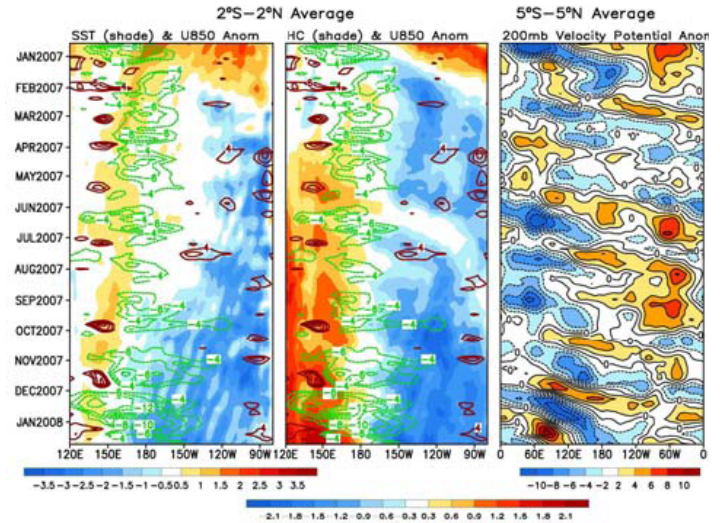 2°S-2°N Average
5°S-5°N Average
SST (shade) & U850 Anom
HC (shade) & U850 Anom
200mb Velocity Potential Anom
JAN2007
FEB2007
MAR2007
APR2007
MAY2007
JUN2007
JUL2007
AUG2007
SEP2007
OCT2007
NOV2007
DEC2007
JAN2008
120E 150E 180 150W 120W 90W
120E 150E 180 150W 120W 90W
0 60E 120E 180 120W 60W 0
-3.5 -3 -2.5 -2 -1.5 -1 -0.5 0.5 1 1.5 2 2.5 3 3.5
-10 -8 -6 -4 -2 2 4 6 8 10
-2.1 -1.8 -1.5 -1.2 -0.9 -0.6 -0.3 0.3 0.6 0.9 1.2 1.5 1.8 2.1